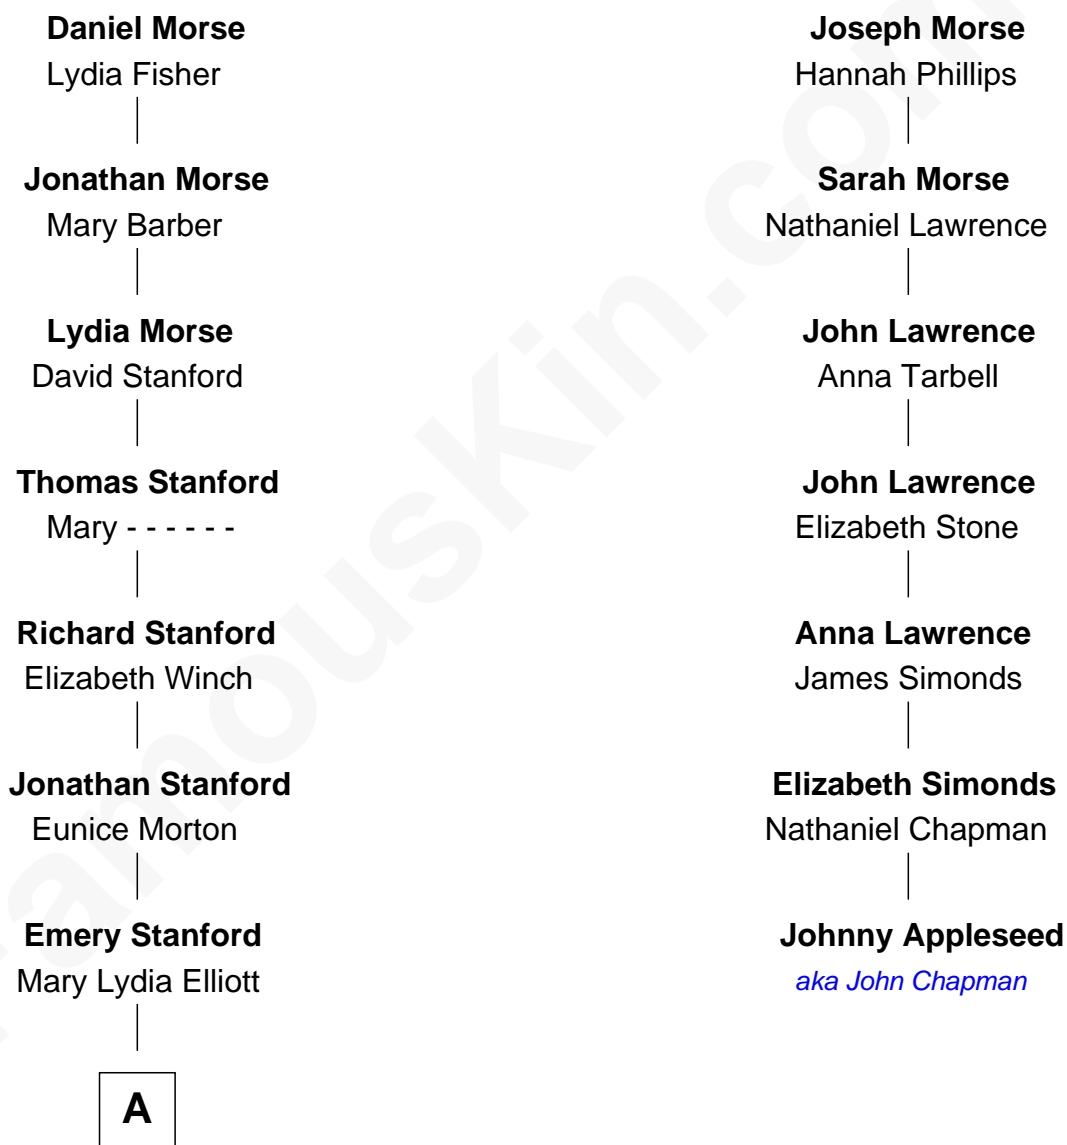 Daniel Morse
Lydia Fisher
Jonathan Morse
Mary Barber
Lydia Morse
David Stanford
Thomas Stanford
Mary - - - - - -
Richard Stanford
Elizabeth Winch
Jonathan Stanford
Eunice Morton
Emery Stanford
Mary Lydia Elliott
A
Joseph Morse
Hannah Phillips
Sarah Morse
Nathaniel Lawrence
John Lawrence
Anna Tarbell
John Lawrence
Elizabeth Stone
Anna Lawrence
James Simonds
Elizabeth Simonds
Nathaniel Chapman
Johnny Appleseed
aka John Chapman
famouskin.com